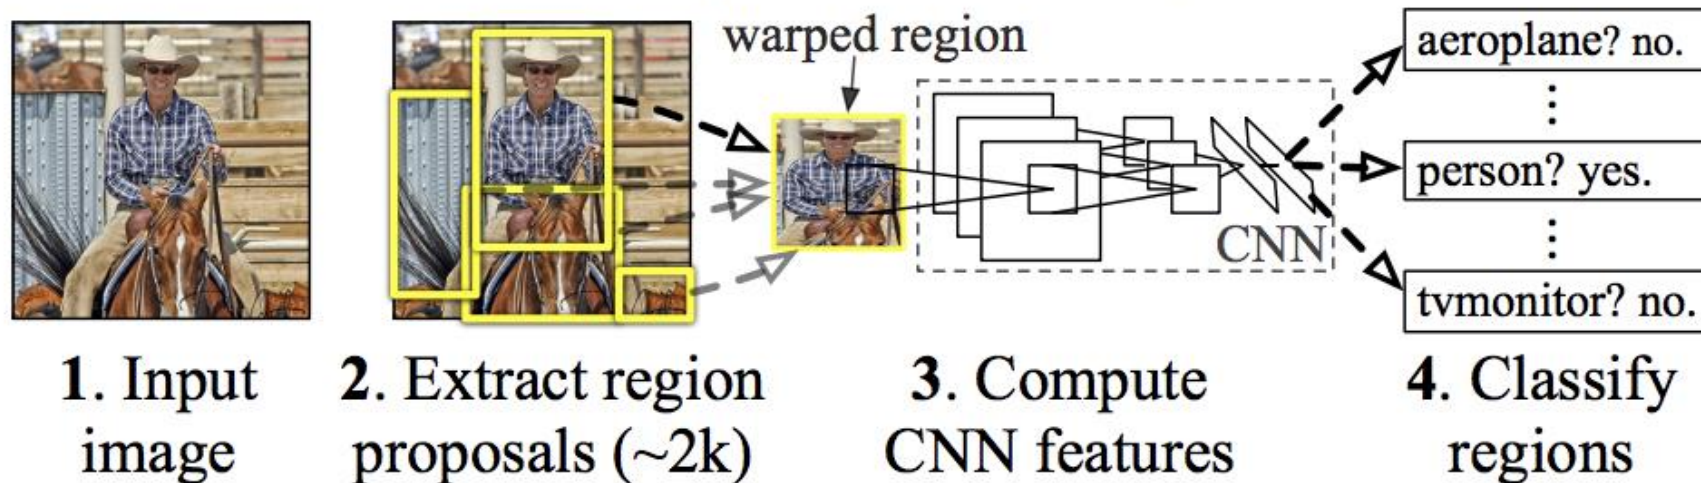 warped region
aeroplane? no.
person? yes.
CNN
tvmonitor? no.
1. Input
image
2. Extract region
proposals (~2k)
3. Compute
CNN features
4. Classify
regions